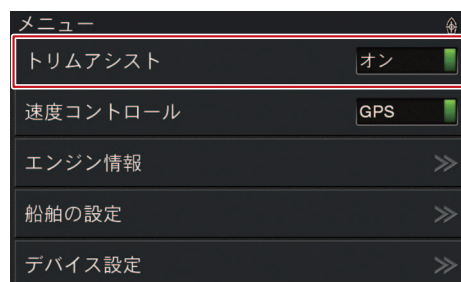 メニュー
トリムアシスト オン
速度コントロール GPS
エンジン情報
船舶の設定
デバイス設定